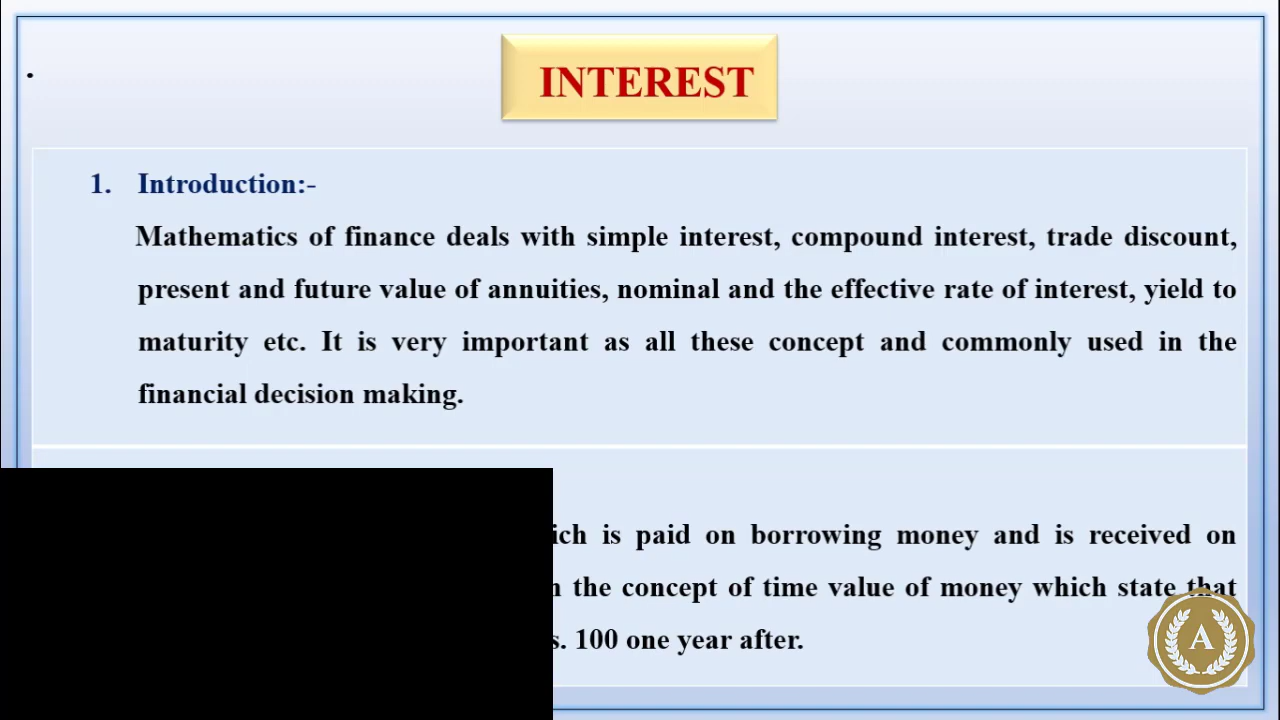 INTEREST
1. Introduction:-
Mathematics of finance deals with simple interest, compound interest, trade discount,
present and future value of annuities, nominal and the effective rate of interest, yield to
maturity etc. It is very important as all these concept and commonly used in the
financial decision making.
is paid on borrowing money and is received on
the concept of time value of money which state that
100 one year after.
A